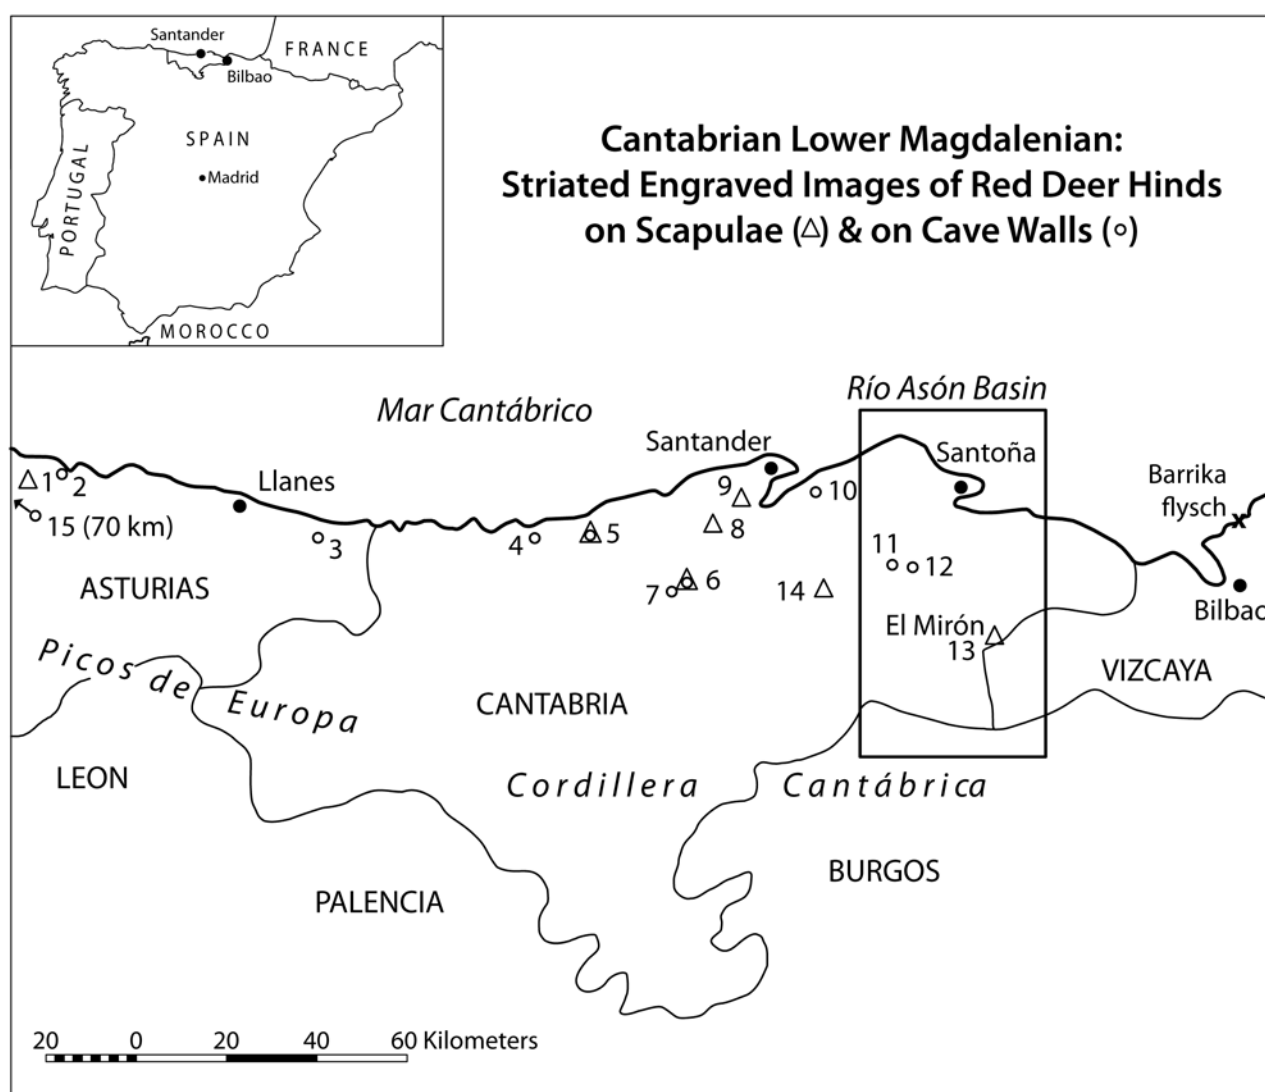 Santander
FRANCE
Bilbao
SPAIN
Madrid
PORTUGAL
MOROCCO
Cantabrian Lower Magdalenian:
Striated Engraved Images of Red Deer Hinds
on Scapulae (△) & on Cave Walls (○)
Mar Cantábrico
Río Asón Basin
Santander
Santoña
Barrika
flysch
Llanes
1
2
15 (70 km)
3
4
5
6
7
8
9
10
11
12
14
El Mirón
13
Bilbao
ASTURIAS
Picos de Europa
CANTABRIA
VIZCAYA
LEON
Cordillera Cantábrica
PALENCIA
BURGOS
20 0 20 40 60 Kilometers